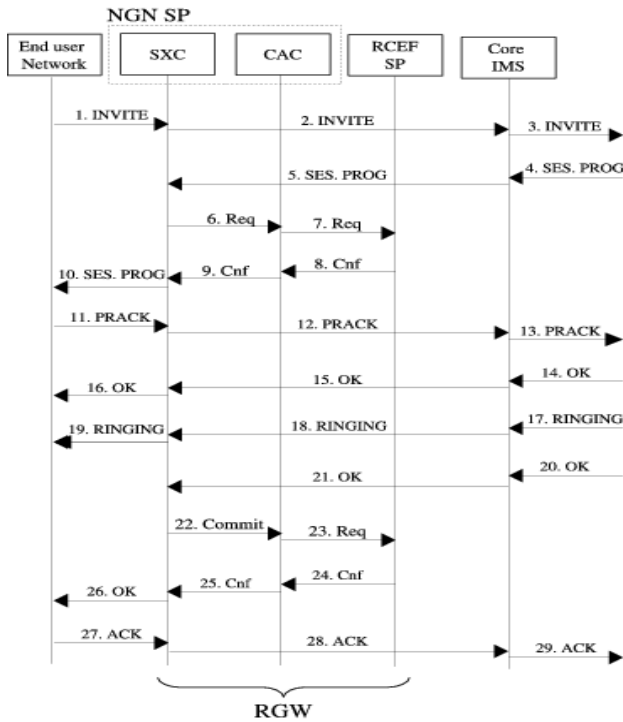 NGN SP
End user
Network
SXC
CAC
RCEF
SP
Core
IMS
1. INVITE
2. INVITE
3. INVITE
4. SES. PROG
5. SES. PROG
6. Req
7. Req
8. Cnf
9. Cnf
10. SES. PROG
11. PRACK
12. PRACK
13. PRACK
14. OK
15. OK
16. OK
17. RINGING
18. RINGING
19. RINGING
20. OK
21. OK
22. Commit
23. Req
24. Cnf
25. Cnf
26. OK
27. ACK
28. ACK
29. ACK
RGW